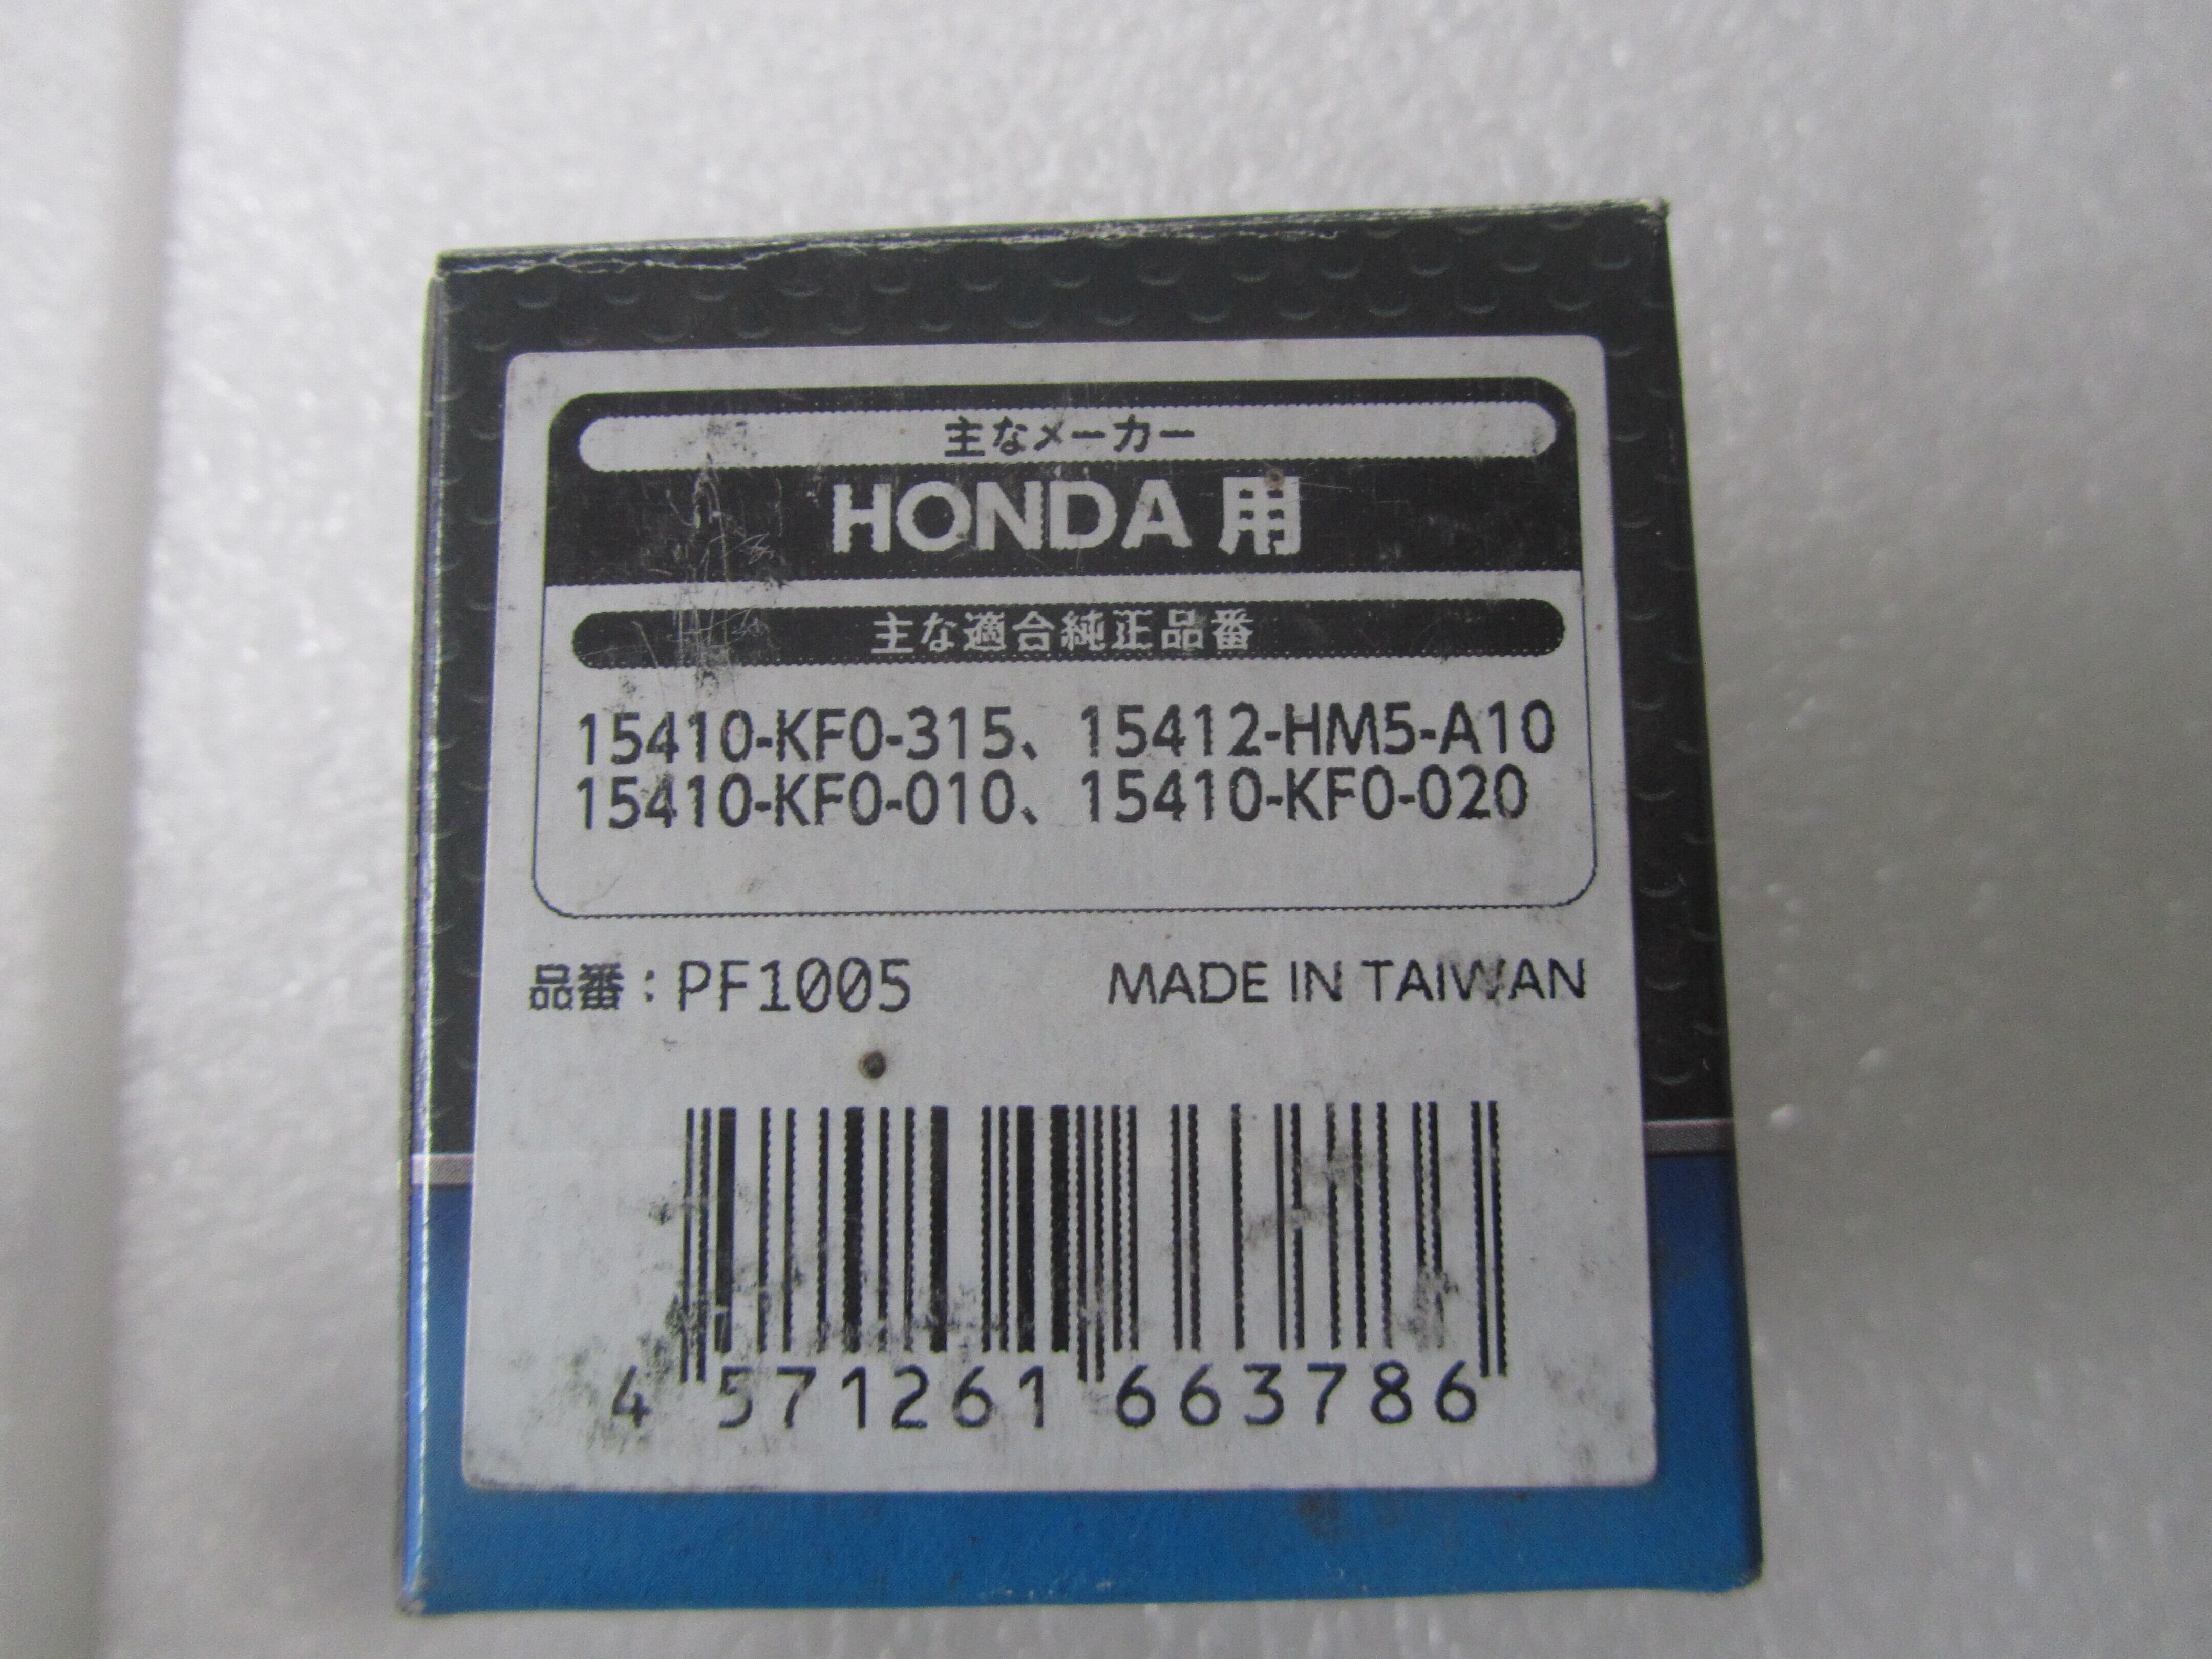 主なメーカー
HONDA 用
主な適合純正品番
15410-KF0-315、 15412-HM5-A10
15410-KF0-010、 15410-KF0-020
品番：PF1005 MADE IN TAIWAN
4 571261 663786